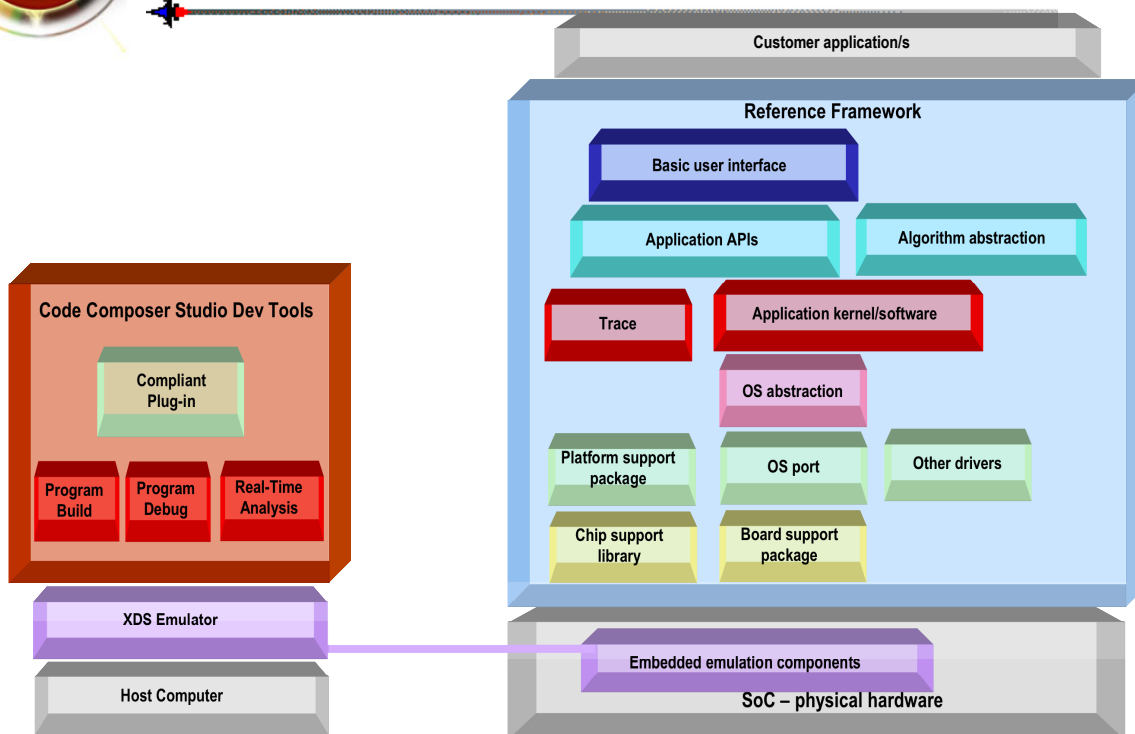 Customer application/s
Reference Framework
Basic user interface
Application APIs
Algorithm abstraction
Trace
Application kernel/software
OS abstraction
Platform support
package
OS port
Other drivers
Chip support
library
Board support
package
Embedded emulation components
SoC – physical hardware
Code Composer Studio Dev Tools
Compliant
Plug-in
Program
Build
Program
Debug
Real-Time
Analysis
XDS Emulator
Host Computer